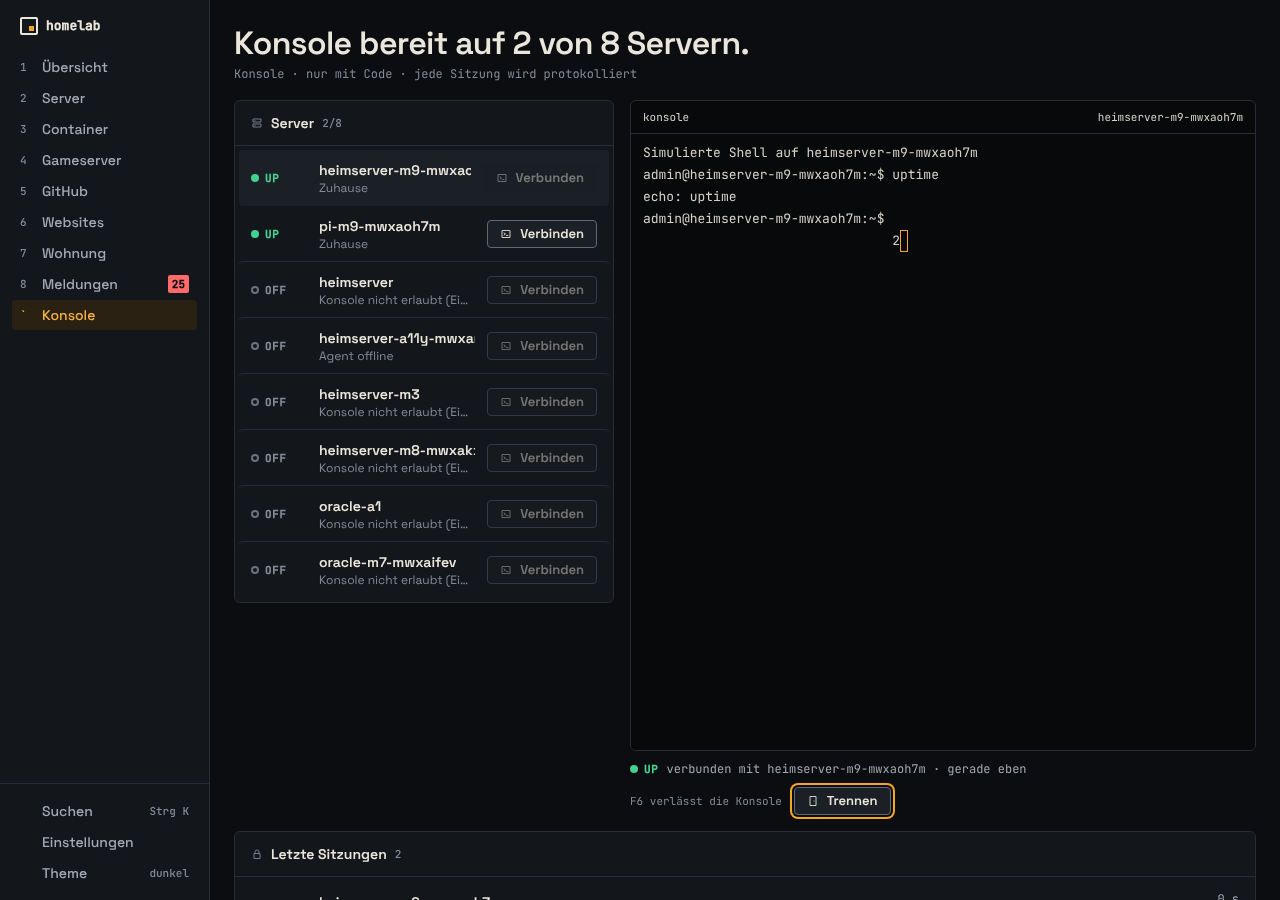 homelab
1 Übersicht
2 Server
3 Container
4 Gameserver
5 GitHub
6 Websites
7 Wohnung
8 Meldungen 25
` Konsole
Suchen Strg K
Einstellungen
Theme dunkel
Konsole bereit auf 2 von 8 Servern.
Konsole · nur mit Code · jede Sitzung wird protokolliert
Server 2/8
UP heimserver-m9-mwxao Verbunden
Zuhause
UP pi-m9-mwxaoh7m Verbinden
Zuhause
OFF heimserver Verbinden
Konsole nicht erlaubt (Ei…
OFF heimserver-a11y-mwxa Verbinden
Agent offline
OFF heimserver-m3 Verbinden
Konsole nicht erlaubt (Ei…
OFF heimserver-m8-mwxak Verbinden
Konsole nicht erlaubt (Ei…
OFF oracle-a1 Verbinden
Konsole nicht erlaubt (Ei…
OFF oracle-m7-mwxaifev Verbinden
Konsole nicht erlaubt (Ei…
konsole heimserver-m9-mwxaoh7m
Simulierte Shell auf heimserver-m9-mwxaoh7m
admin@heimserver-m9-mwxaoh7m:~$ uptime
echo: uptime
admin@heimserver-m9-mwxaoh7m:~$
2
UP verbunden mit heimserver-m9-mwxaoh7m · gerade eben
F6 verlässt die Konsole Trennen
Letzte Sitzungen 2